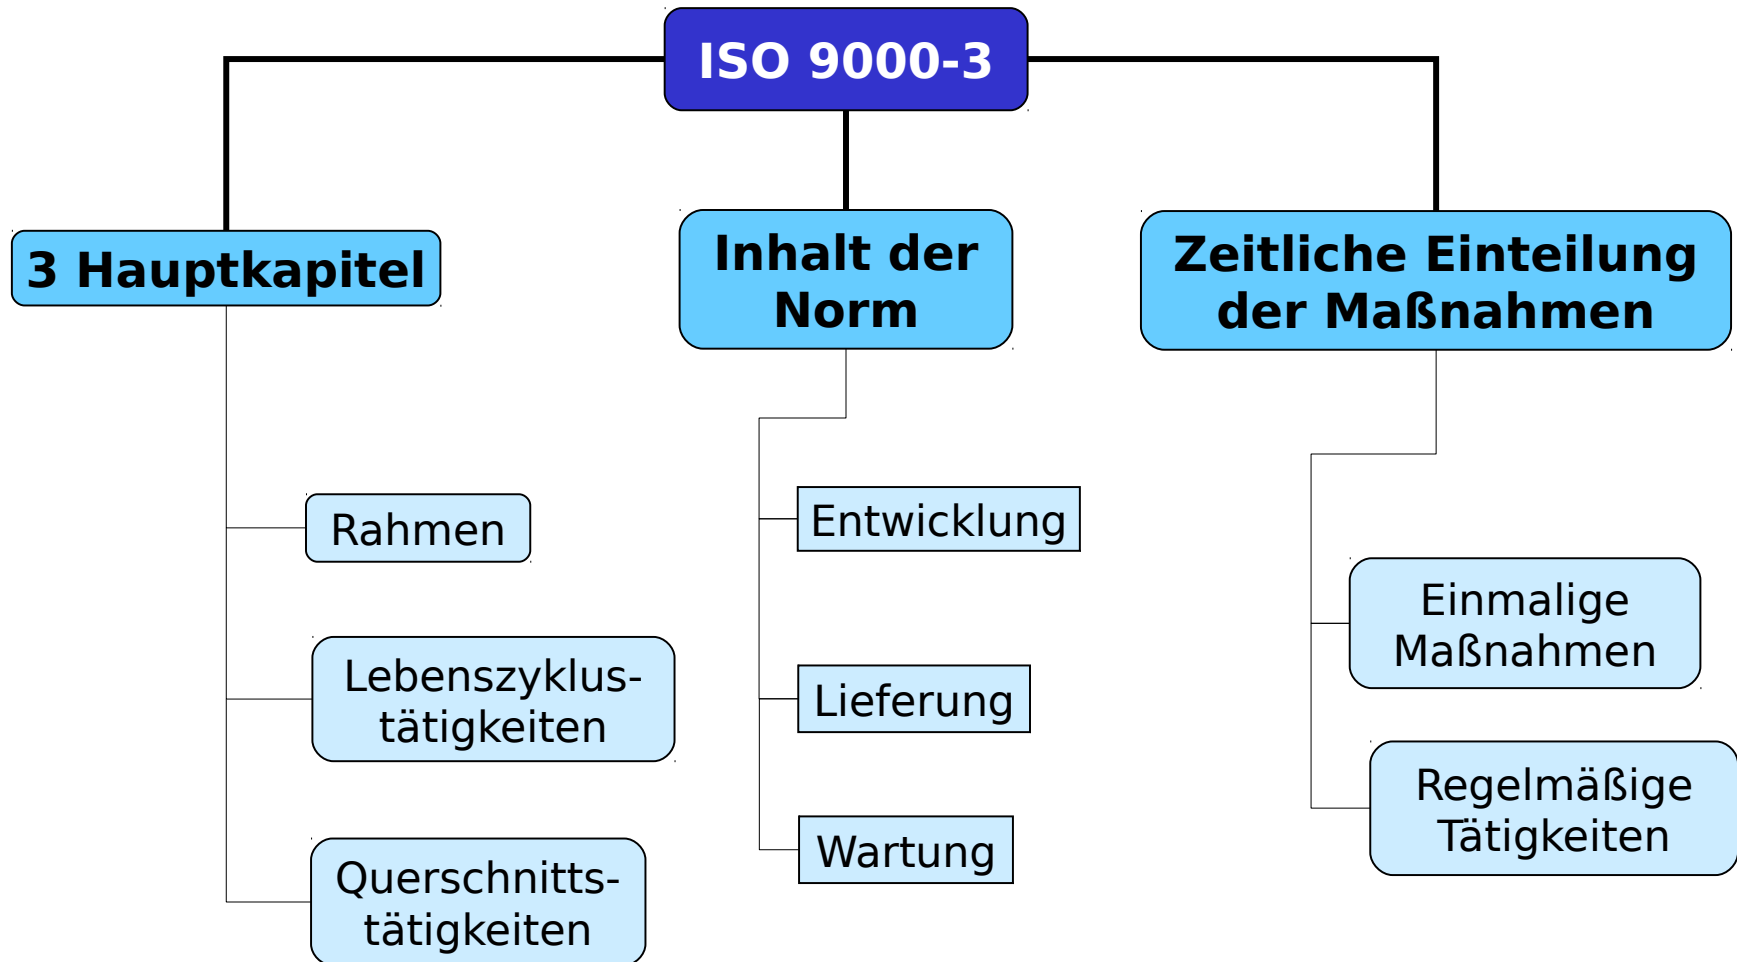 ISO 9000-3
3 Hauptkapitel
Rahmen
Lebenszyklus-
tätigkeiten
Querschnitts-
tätigkeiten
Inhalt der
Norm
Entwicklung
Lieferung
Wartung
Zeitliche Einteilung
der Maßnahmen
Einmalige
Maßnahmen
Regelmäßige
Tätigkeiten